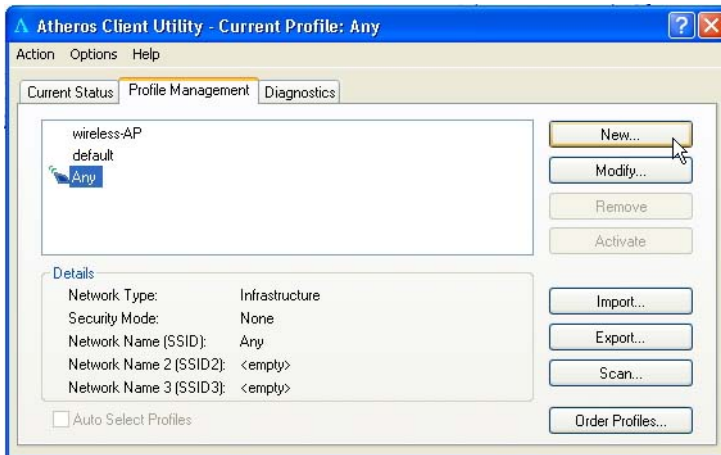 Atheros Client Utility - Current Profile: Any
Action Options Help
Current Status Profile Management Diagnostics
wireless-AP
default
Any
New...
Modify...
Remove
Activate
Details
Network Type: Infrastructure
Security Mode: None
Network Name (SSID): Any
Network Name 2 (SSID2): <empty>
Network Name 3 (SSID3): <empty>
Import...
Export...
Scan...
Auto Select Profiles
Order Profiles...